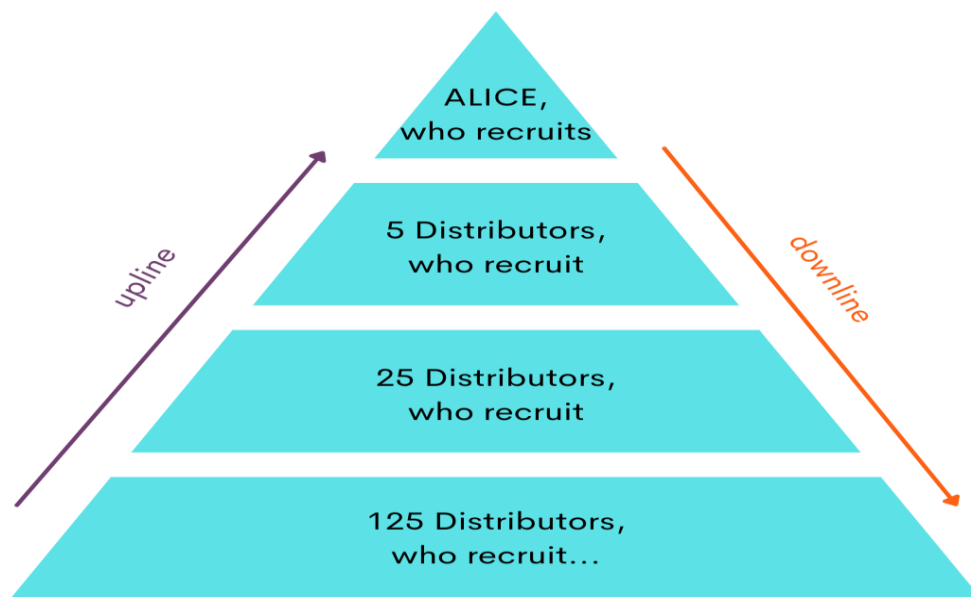 ALICE,
who recruits
5 Distributors,
who recruit
25 Distributors,
who recruit
125 Distributors,
who recruit...
upline
downline